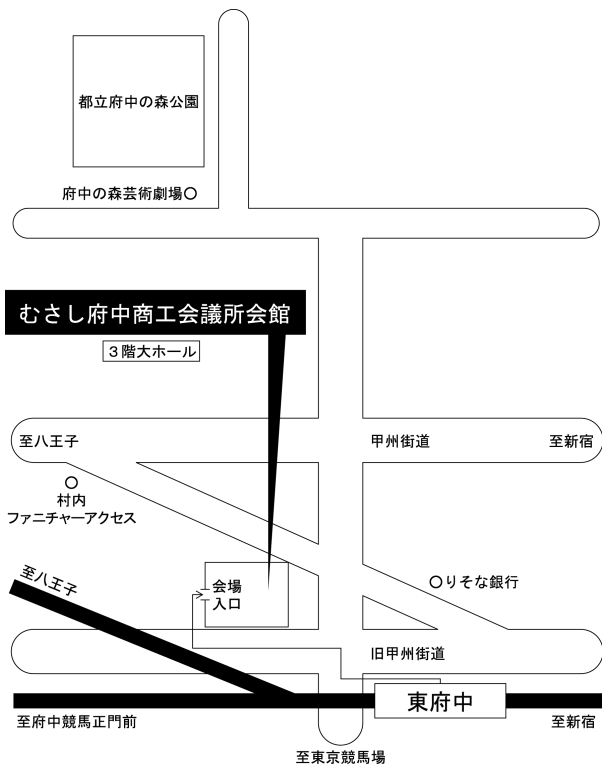 都立府中の森公園
府中の森芸術劇場
むさし府中商工会議所会館
３階大ホール
至八王子
甲州街道
至新宿
村内
ファニチャーアクセス
至八王子
会場
入口
りそな銀行
旧甲州街道
東府中
至府中競馬正門前
至新宿
至東京競馬場